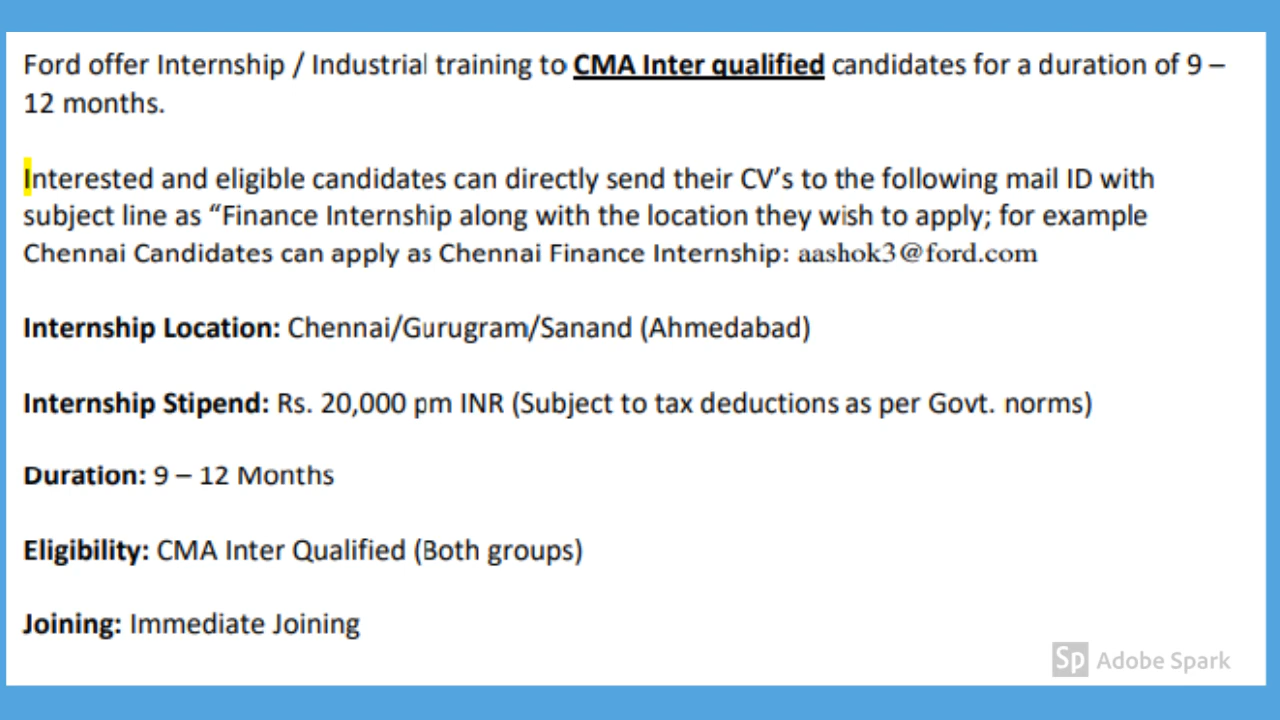 Ford offer Internship / Industrial training to CMA Inter qualified candidates for a duration of 9 –
12 months.
Interested and eligible candidates can directly send their CV’s to the following mail ID with
subject line as “Finance Internship along with the location they wish to apply; for example
Chennai Candidates can apply as Chennai Finance Internship: aashok3@ford.com
Internship Location: Chennai/Gurugram/Sanand (Ahmedabad)
Internship Stipend: Rs. 20,000 pm INR (Subject to tax deductions as per Govt. norms)
Duration: 9 – 12 Months
Eligibility: CMA Inter Qualified (Both groups)
Joining: Immediate Joining
Sp Adobe Spark